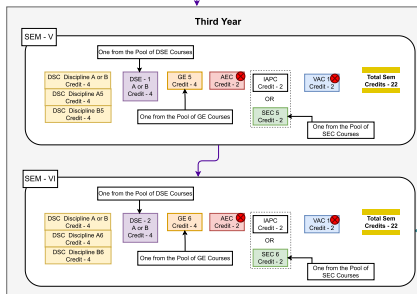 Third Year
SEM - V
One from the Pool of DSE Courses
DSC Discipline A or B
Credit - 4
DSC Discipline A5
Credit - 4
DSC Discipline B5
Credit - 4
DSE - 1
A or B
Credit - 4
GE 5
Credit - 4
AEC
Credit - 2
IAPC
Credit - 2
OR
SEC 5
Credit - 2
VAC 1
Credit - 2
Total Sem
Credits - 22
One from the Pool of GE Courses
One from the Pool of
SEC Courses
SEM - VI
One from the Pool of DSE Courses
DSC Discipline A or B
Credit - 4
DSC Discipline A6
Credit - 4
DSC Discipline B6
Credit - 4
DSE - 2
A or B
Credit - 4
GE 6
Credit - 4
AEC
Credit - 2
IAPC
Credit - 2
OR
SEC 6
Credit - 2
VAC 1
Credit - 2
Total Sem
Credits - 22
One from the Pool of GE Courses
One from the Pool of
SEC Courses